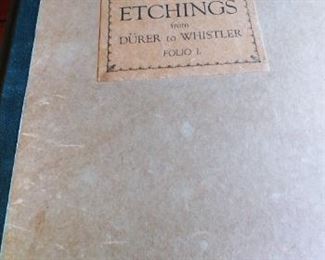 ETCHINGS
from
DÜRER to WHISTLER
FOLIO I.